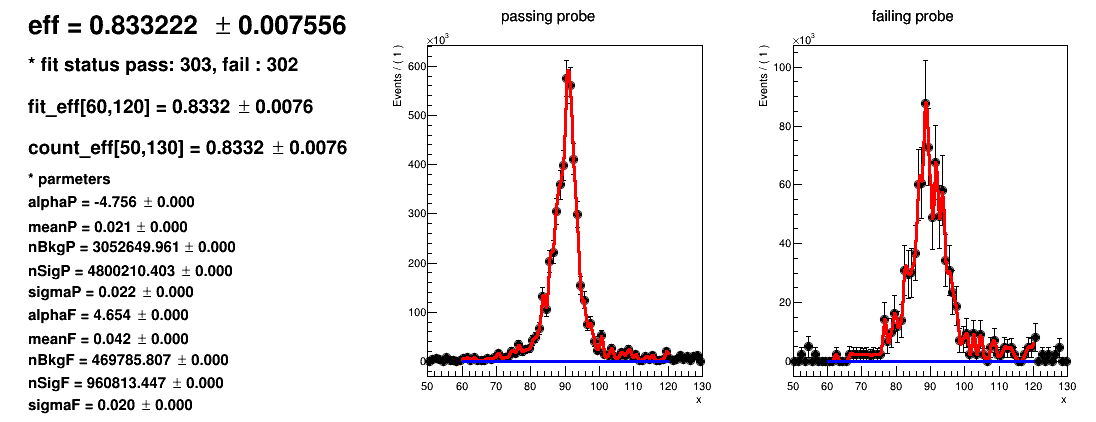 eff = 0.833222 ± 0.007556
* fit status pass: 303, fail : 302
fit_eff[60,120] = 0.8332 ± 0.0076
count_eff[50,130] = 0.8332 ± 0.0076
* parmeters
alphaP = -4.756 ± 0.000
meanP = 0.021 ± 0.000
nBkgP = 3052649.961 ± 0.000
nSigP = 4800210.403 ± 0.000
sigmaP = 0.022 ± 0.000
alphaF = 4.654 ± 0.000
meanF = 0.042 ± 0.000
nBkgF = 469785.807 ± 0.000
nSigF = 960813.447 ± 0.000
sigmaF = 0.020 ± 0.000
passing probe
×10³
Events / ( 1 )
600
500
400
300
200
100
0
50 60 70 80 90 100 110 120 130
x
failing probe
×10³
Events / ( 1 )
100
80
60
40
20
0
50 60 70 80 90 100 110 120 130
x